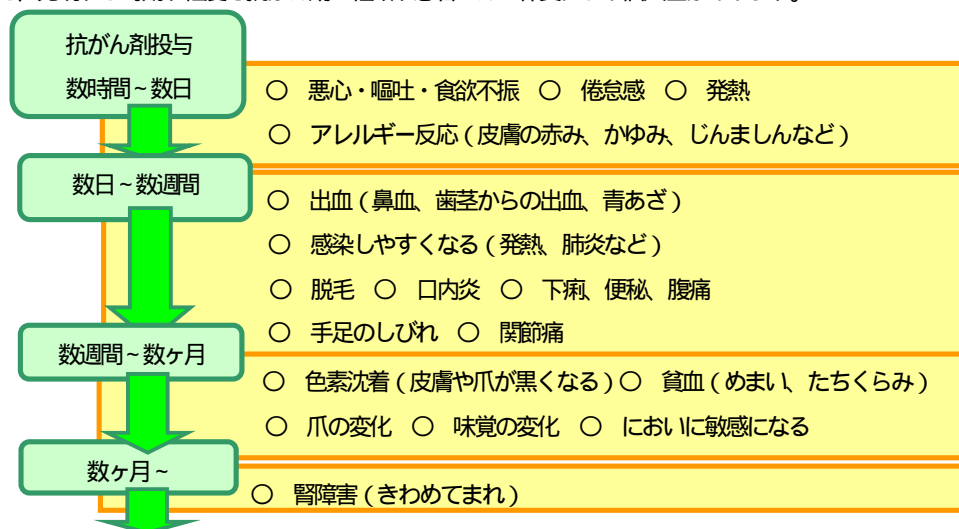 抗がん剤投与
数時間~数日
○ 悪心・嘔吐・食欲不振 ○ 倦怠感 ○ 発熱
○ アレルギー反応(皮膚の赤み、かゆみ、じんましんなど)
数日~数週間
○ 出血(鼻血、歯茎からの出血、青あざ)
○ 感染しやすくなる(発熱、肺炎など)
○ 脱毛 ○ 口内炎 ○ 下痢、便秘、腹痛
○ 手足のしびれ ○ 関節痛
数週間~数ヶ月
○ 色素沈着(皮膚や爪が黒くなる)○ 貧血(めまい、たちくらみ)
○ 爪の変化 ○ 味覚の変化 ○ においに敏感になる
数ヶ月~
○ 腎障害(きわめてまれ)